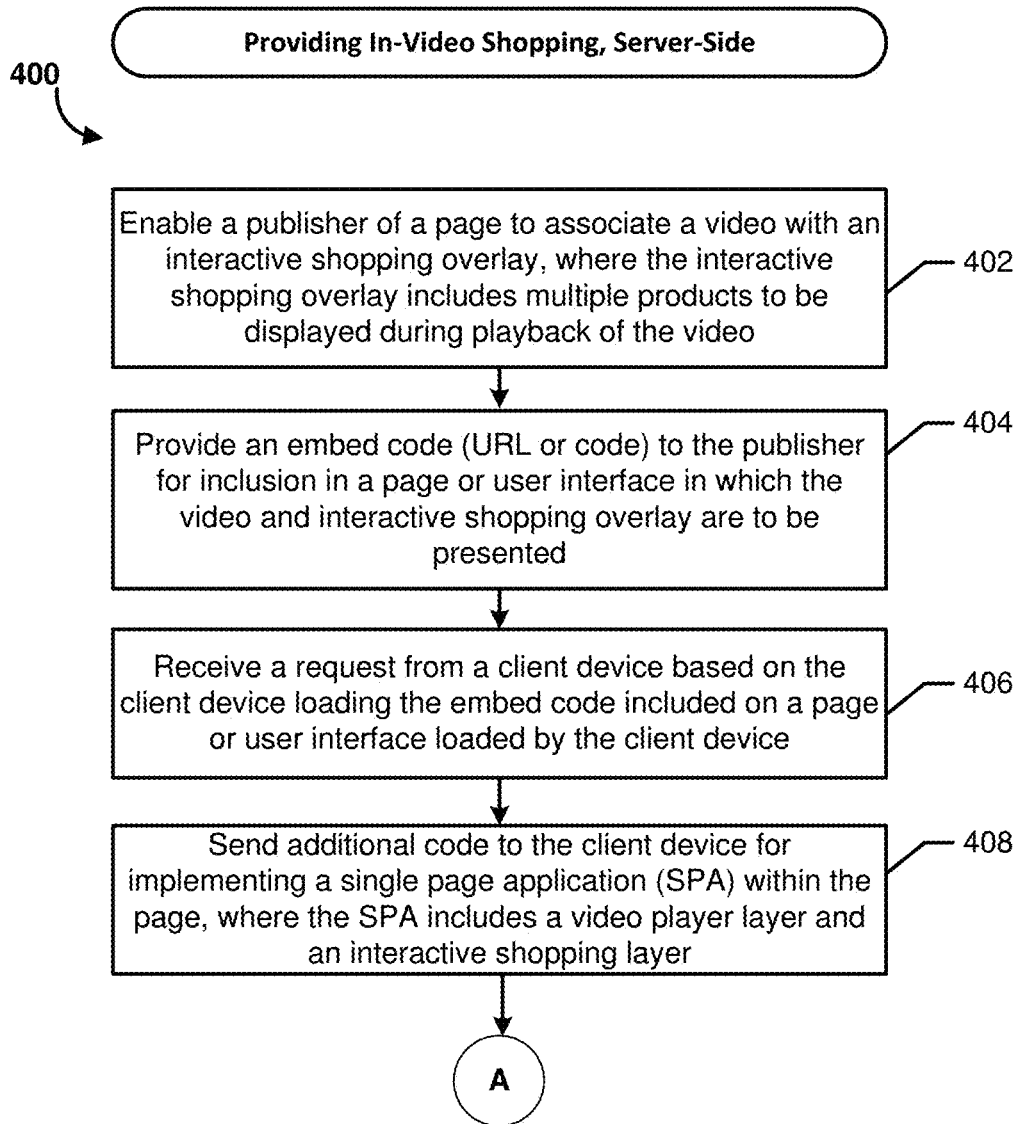 Providing In-Video Shopping, Server-Side
400
Enable a publisher of a page to associate a video with an
interactive shopping overlay, where the interactive
shopping overlay includes multiple products to be
displayed during playback of the video
402
Provide an embed code (URL or code) to the publisher
for inclusion in a page or user interface in which the
video and interactive shopping overlay are to be
presented
404
Receive a request from a client device based on the
client device loading the embed code included on a page
or user interface loaded by the client device
406
Send additional code to the client device for
implementing a single page application (SPA) within the
page, where the SPA includes a video player layer and
an interactive shopping layer
408
A